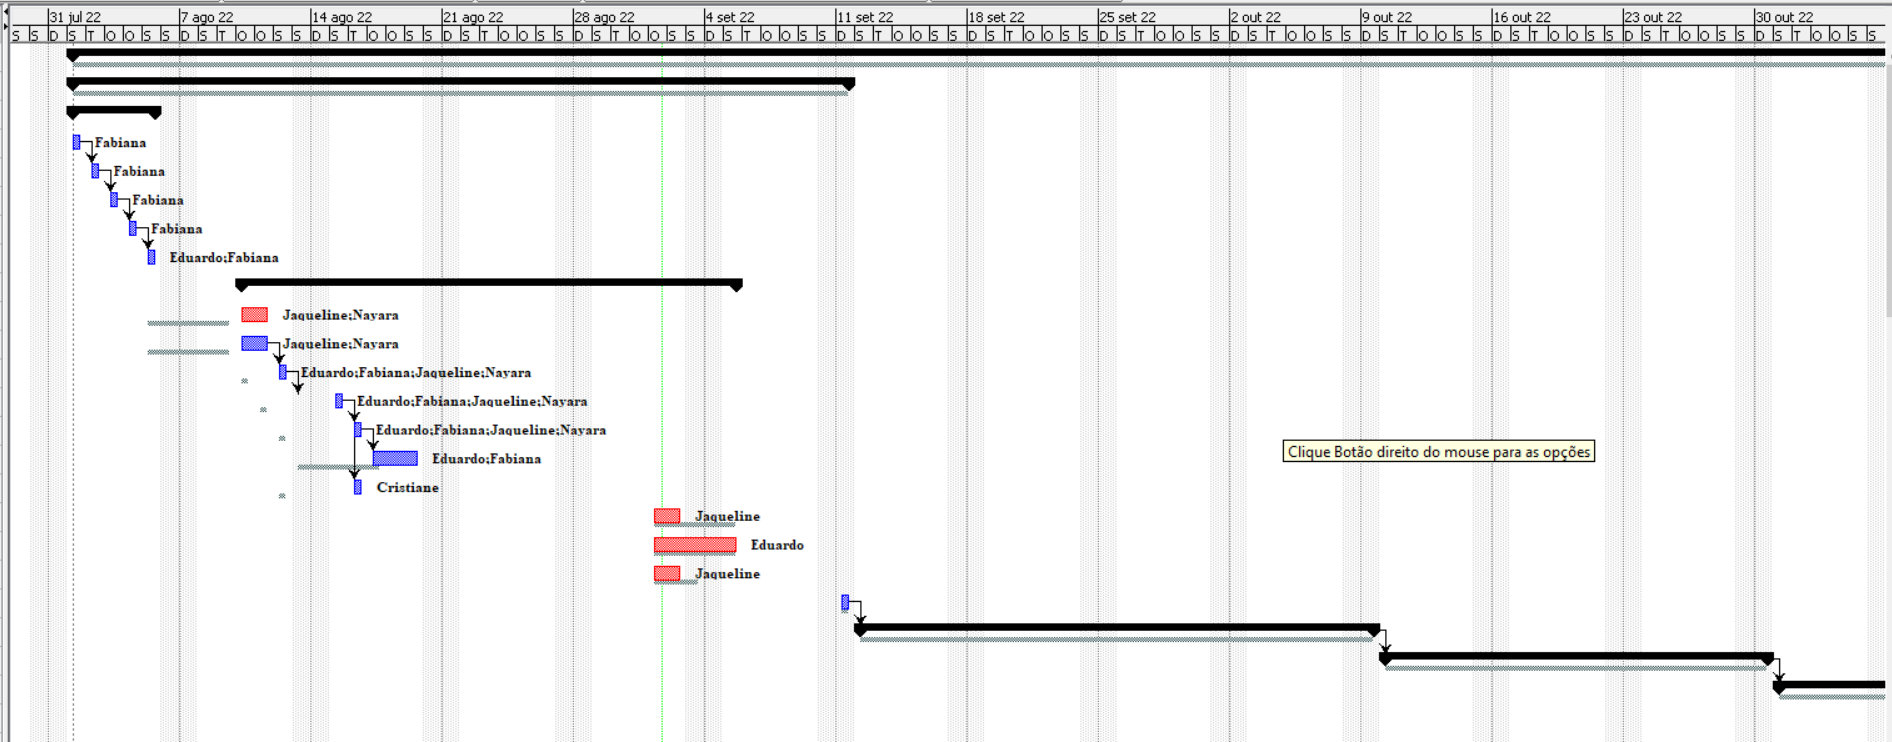 31 jul 22 7 ago 22 14 ago 22 21 ago 22 28 ago 22 4 set 22 11 set 22 18 set 22 25 set 22 2 out 22 9 out 22 16 out 22 23 out 22 30 out 22
S S D S T Q Q S S D S T Q Q S S D S T Q Q S S D S T Q Q S S D S T Q Q S S D S T Q Q S S D S T Q Q S S D S T Q Q S S D S T Q Q S S D S T Q Q S S D S T Q Q S S D S T Q Q S S D S T Q Q S S D S T Q Q S S
Fabiana
Fabiana
Fabiana
Fabiana
Eduardo;Fabiana
Jaqueline;Nayara
Jaqueline;Nayara
Eduardo;Fabiana;Jaqueline;Nayara
Eduardo;Fabiana;Jaqueline;Nayara
Eduardo;Fabiana;Jaqueline;Nayara
Clique Botão direito do mouse para as opções
Eduardo;Fabiana
Cristiane
Jaqueline
Eduardo
Jaqueline